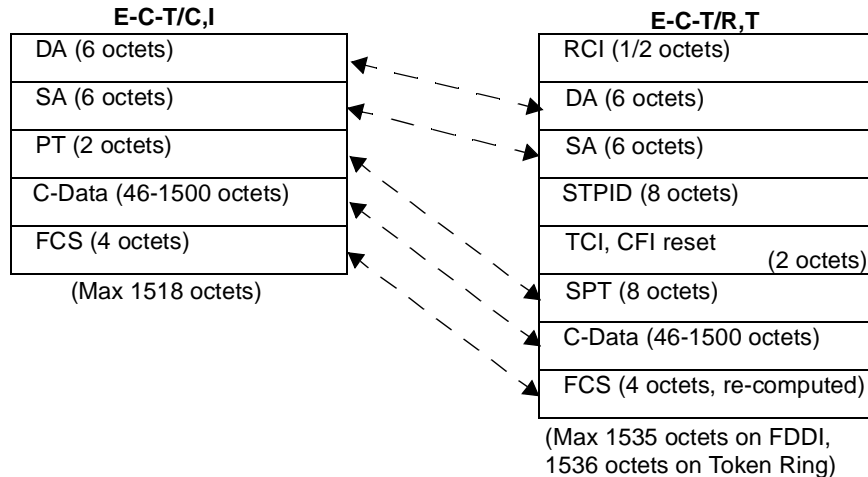 E-C-T/C,I
DA (6 octets)
SA (6 octets)
PT (2 octets)
C-Data (46-1500 octets)
FCS (4 octets)
(Max 1518 octets)
E-C-T/R,T
RCI (1/2 octets)
DA (6 octets)
SA (6 octets)
STPID (8 octets)
TCI, CFI reset
(2 octets)
SPT (8 octets)
C-Data (46-1500 octets)
FCS (4 octets, re-computed)
(Max 1535 octets on FDDI,
1536 octets on Token Ring)